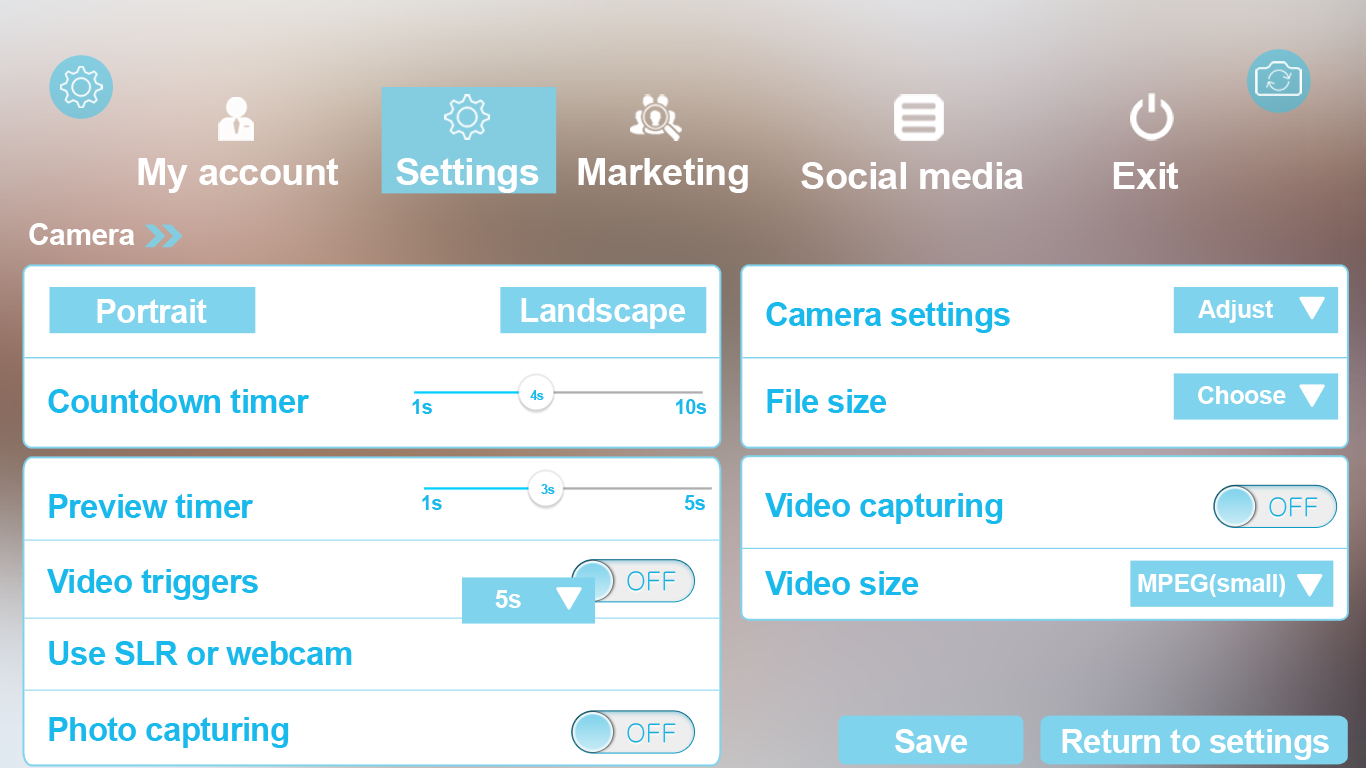 My account
Settings
Marketing
Social media
Exit
Camera
Portrait
Landscape
Countdown timer
4s
1s
10s
Camera settings
Adjust
File size
Choose
Preview timer
3s
1s
5s
Video triggers
OFF
5s
Use SLR or webcam
Photo capturing
OFF
Video capturing
OFF
Video size
MPEG(small)
Save
Return to settings